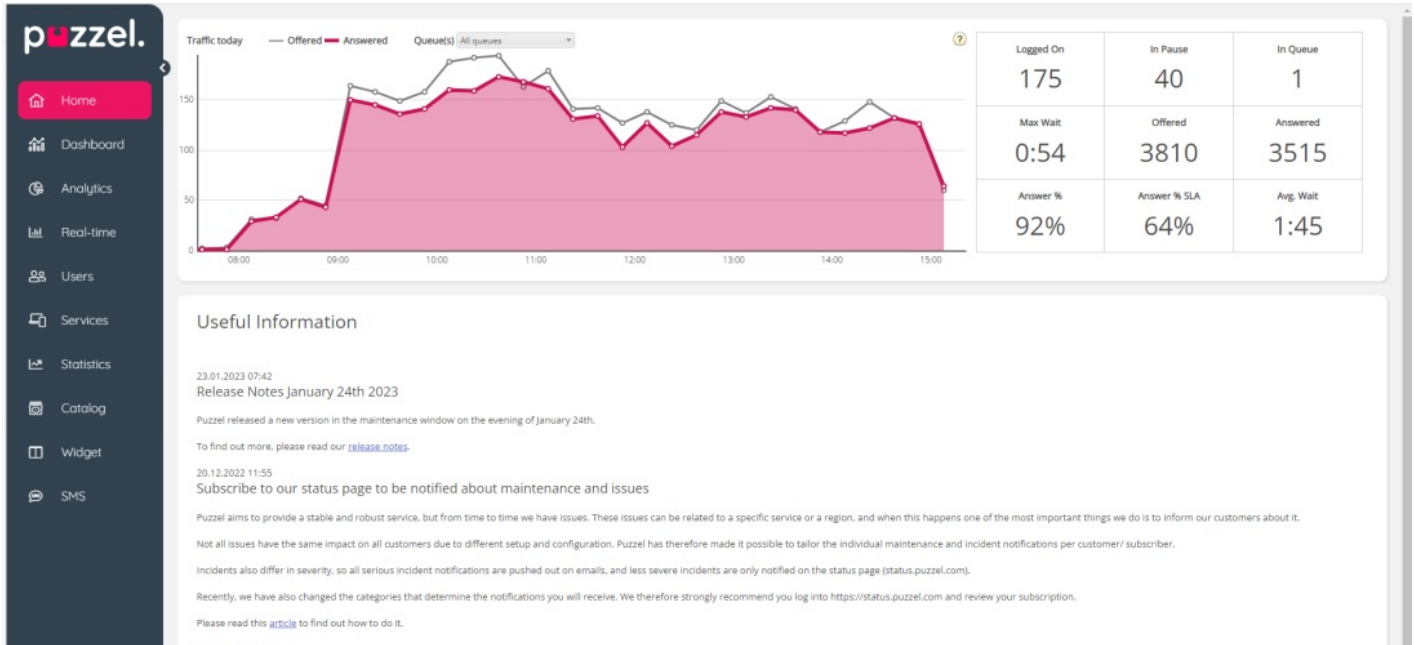 puzzel.
Home
Dashboard
Analytics
Real-time
Users
Services
Statistics
Catalog
Widget
SMS
Traffic today Offered Answered Queue(s) All queues ?
150
100
50
0
08:00 09:00 10:00 11:00 12:00 13:00 14:00 15:00
Logged On In Pause In Queue
175 40 1
Max Wait Offered Answered
0:54 3810 3515
Answer % Answer % SLA Avg. Wait
92% 64% 1:45
Useful Information
23.01.2023 07:42
Release Notes January 24th 2023
Puzzel released a new version in the maintenance window on the evening of January 24th.
To find out more, please read our release notes.
20.12.2022 11:55
Subscribe to our status page to be notified about maintenance and issues
Puzzel aims to provide a stable and robust service, but from time to time we have issues. These issues can be related to a specific service or a region, and when this happens one of the most important things we do is to inform our customers about it.
Not all issues have the same impact on all customers due to different setup and configuration. Puzzel has therefore made it possible to tailor the individual maintenance and incident notifications per customer/ subscriber.
Incidents also differ in severity, so all serious incident notifications are pushed out on emails, and less severe incidents are only notified on the status page (status.puzzel.com).
Recently, we have also changed the categories that determine the notifications you will receive. We therefore strongly recommend you log into https://status.puzzel.com and review your subscription.
Please read this article to find out how to do it.